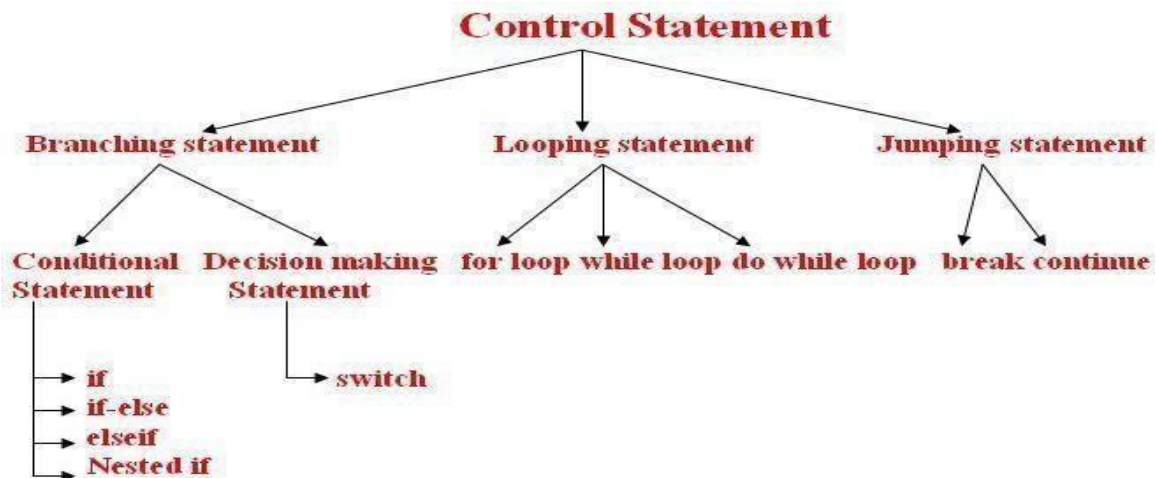 Control Statement
Branching statement
Looping statement
Jumping statement
Conditional
Statement
Decision making
Statement
for loop while loop do while loop
break continue
if
if-else
elseif
Nested if
switch